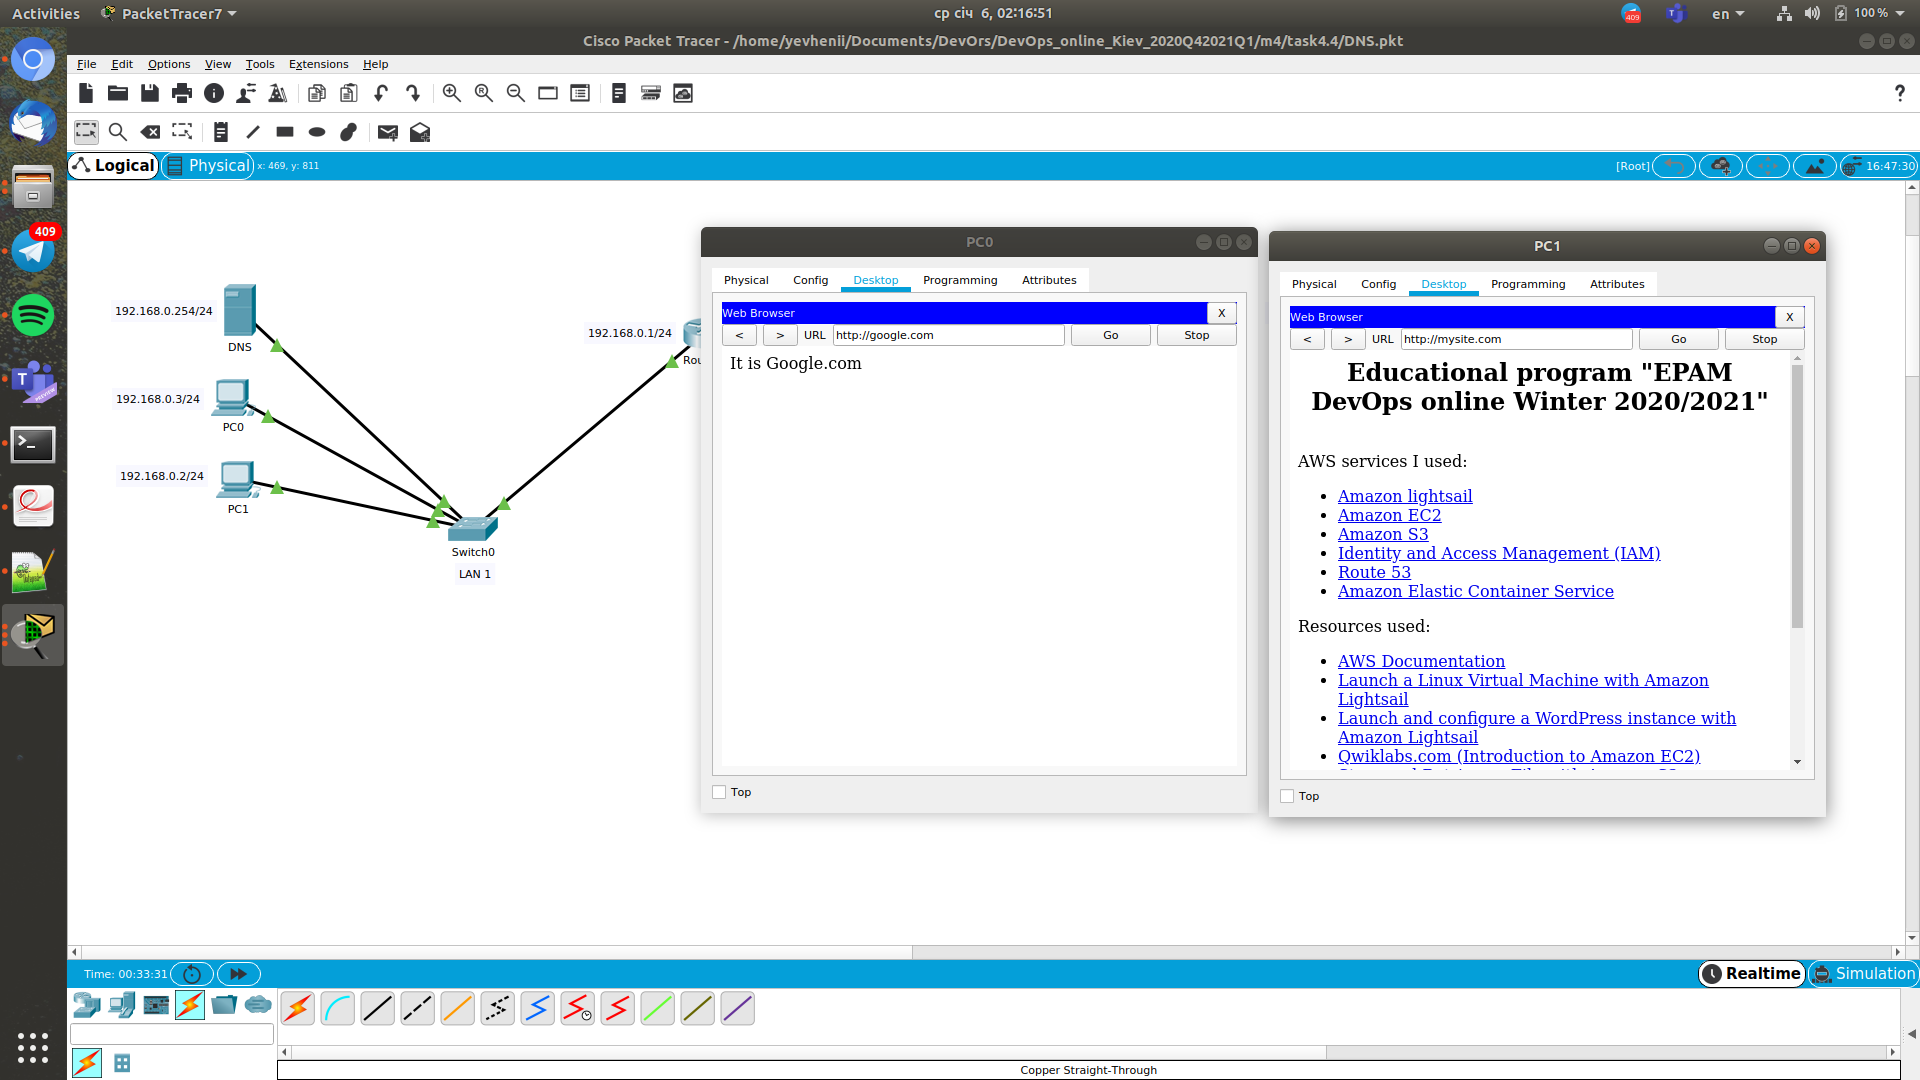 Activities
PacketTracer7
ср січ 6, 02:16:51
409
en
100 %
Cisco Packet Tracer - /home/yevhenii/Documents/DevOrs/DevOps_online_Kiev_2020Q42021Q1/m4/task4.4/DNS.pkt
File Edit Options View Tools Extensions Help
?
Logical
Physical
x: 469, y: 811
[Root]
16:47:30
409
PREVIEW
192.168.0.254/24
DNS
192.168.0.3/24
PC0
192.168.0.2/24
PC1
192.168.0.1/24
Rou
Switch0
LAN 1
PC0
Physical Config Desktop Programming Attributes
Web Browser
X
< > URL http://google.com Go Stop
It is Google.com
Top
PC1
Physical Config Desktop Programming Attributes
Web Browser
X
< > URL http://mysite.com Go Stop
Educational program "EPAM
DevOps online Winter 2020/2021"
AWS services I used:
Amazon lightsail
Amazon EC2
Amazon S3
Identity and Access Management (IAM)
Route 53
Amazon Elastic Container Service
Resources used:
AWS Documentation
Launch a Linux Virtual Machine with Amazon
Lightsail
Launch and configure a WordPress instance with
Amazon Lightsail
Qwiklabs.com (Introduction to Amazon EC2)
Top
Time: 00:33:31
Realtime
Simulation
Copper Straight-Through